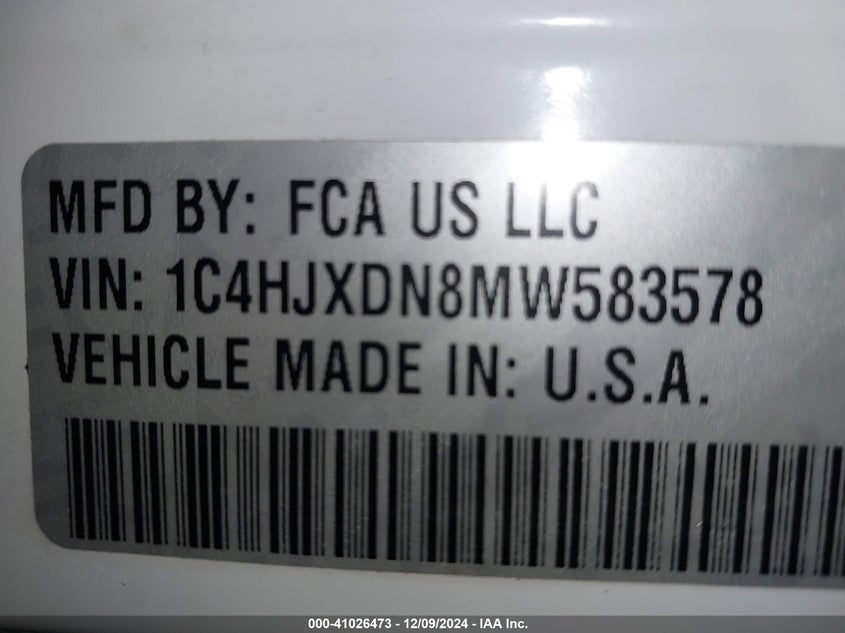 MFD BY: FCA US LLC
VIN: 1C4HJXDN8MW583578
VEHICLE MADE IN: U.S.A.
000-41026473 - 12/09/2024 - IAA Inc.